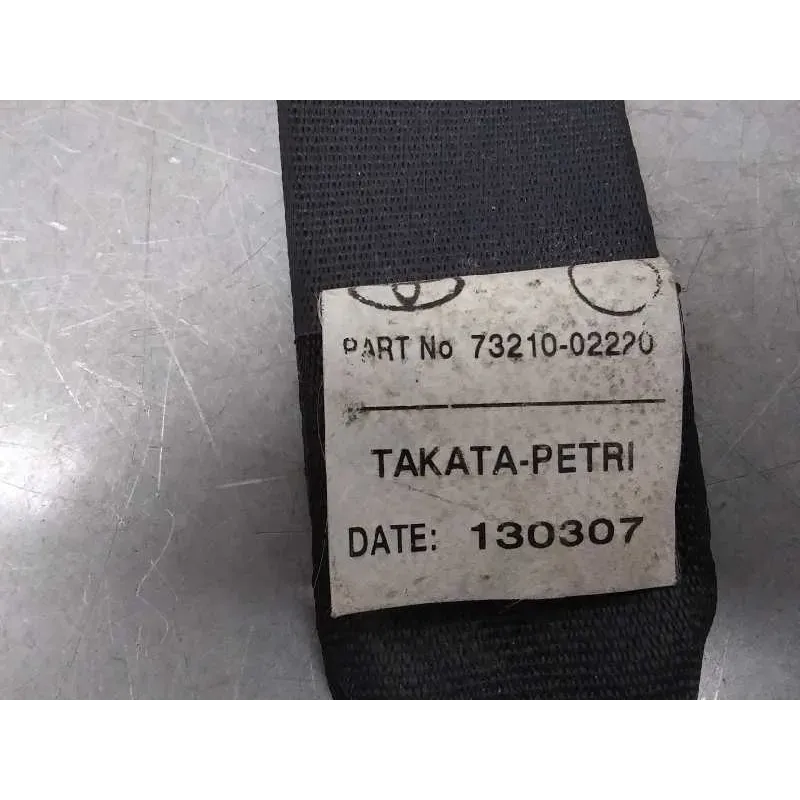 PART No 73210-02220
TAKATA-PETRI
DATE: 130307